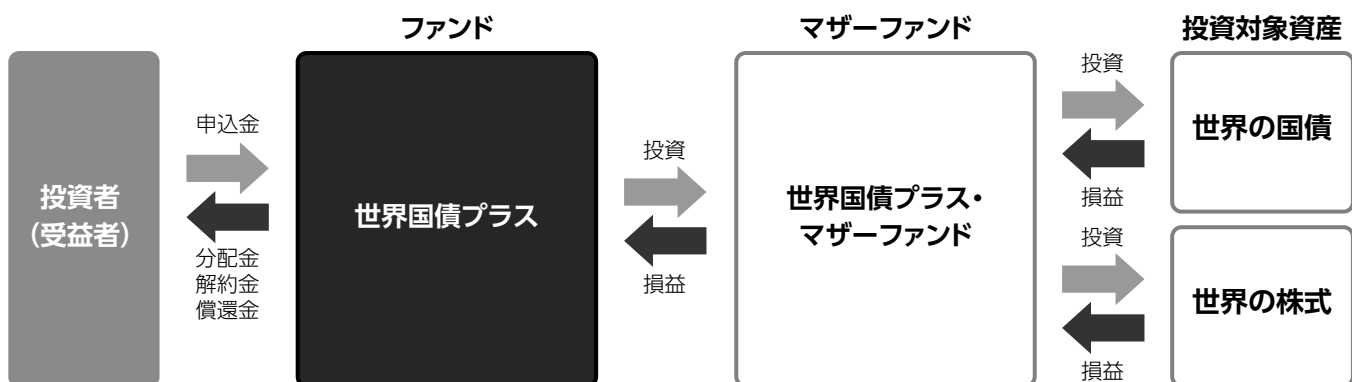 ファンド
マザーファンド
投資対象資産
投資者
(受益者)
申込金
分配金
解約金
償還金
世界国債プラス
投資
損益
世界国債プラス・
マザーファンド
投資
損益
世界の国債
投資
損益
世界の株式